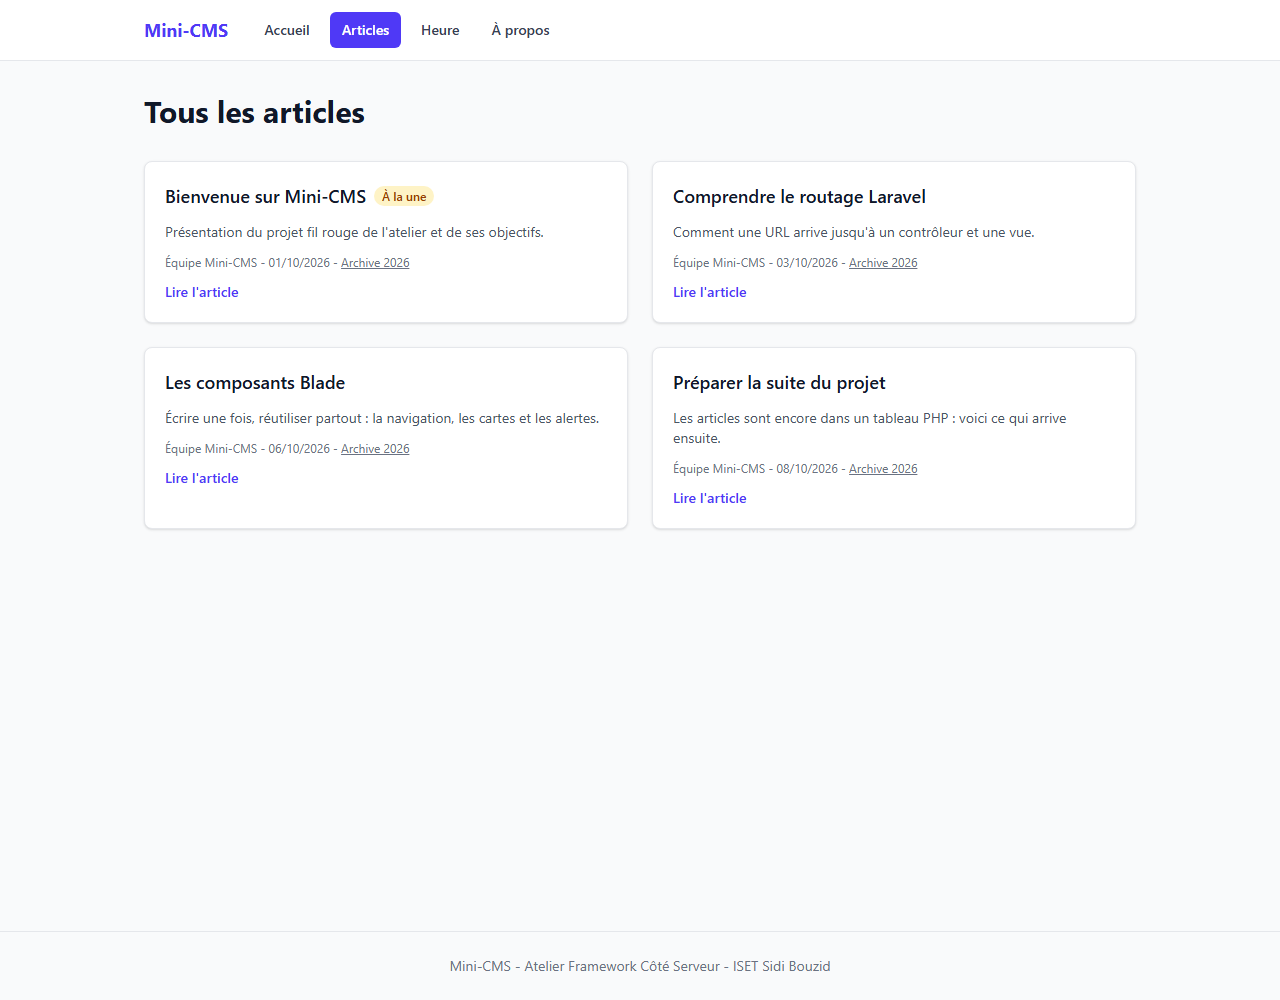 Mini-CMS Accueil Articles Heure À propos
Tous les articles
Bienvenue sur Mini-CMS À la une
Présentation du projet fil rouge de l'atelier et de ses objectifs.
Équipe Mini-CMS - 01/10/2026 - Archive 2026
Lire l'article
Comprendre le routage Laravel
Comment une URL arrive jusqu'à un contrôleur et une vue.
Équipe Mini-CMS - 03/10/2026 - Archive 2026
Lire l'article
Les composants Blade
Écrire une fois, réutiliser partout : la navigation, les cartes et les alertes.
Équipe Mini-CMS - 06/10/2026 - Archive 2026
Lire l'article
Préparer la suite du projet
Les articles sont encore dans un tableau PHP : voici ce qui arrive
ensuite.
Équipe Mini-CMS - 08/10/2026 - Archive 2026
Lire l'article
Mini-CMS - Atelier Framework Côté Serveur - ISET Sidi Bouzid